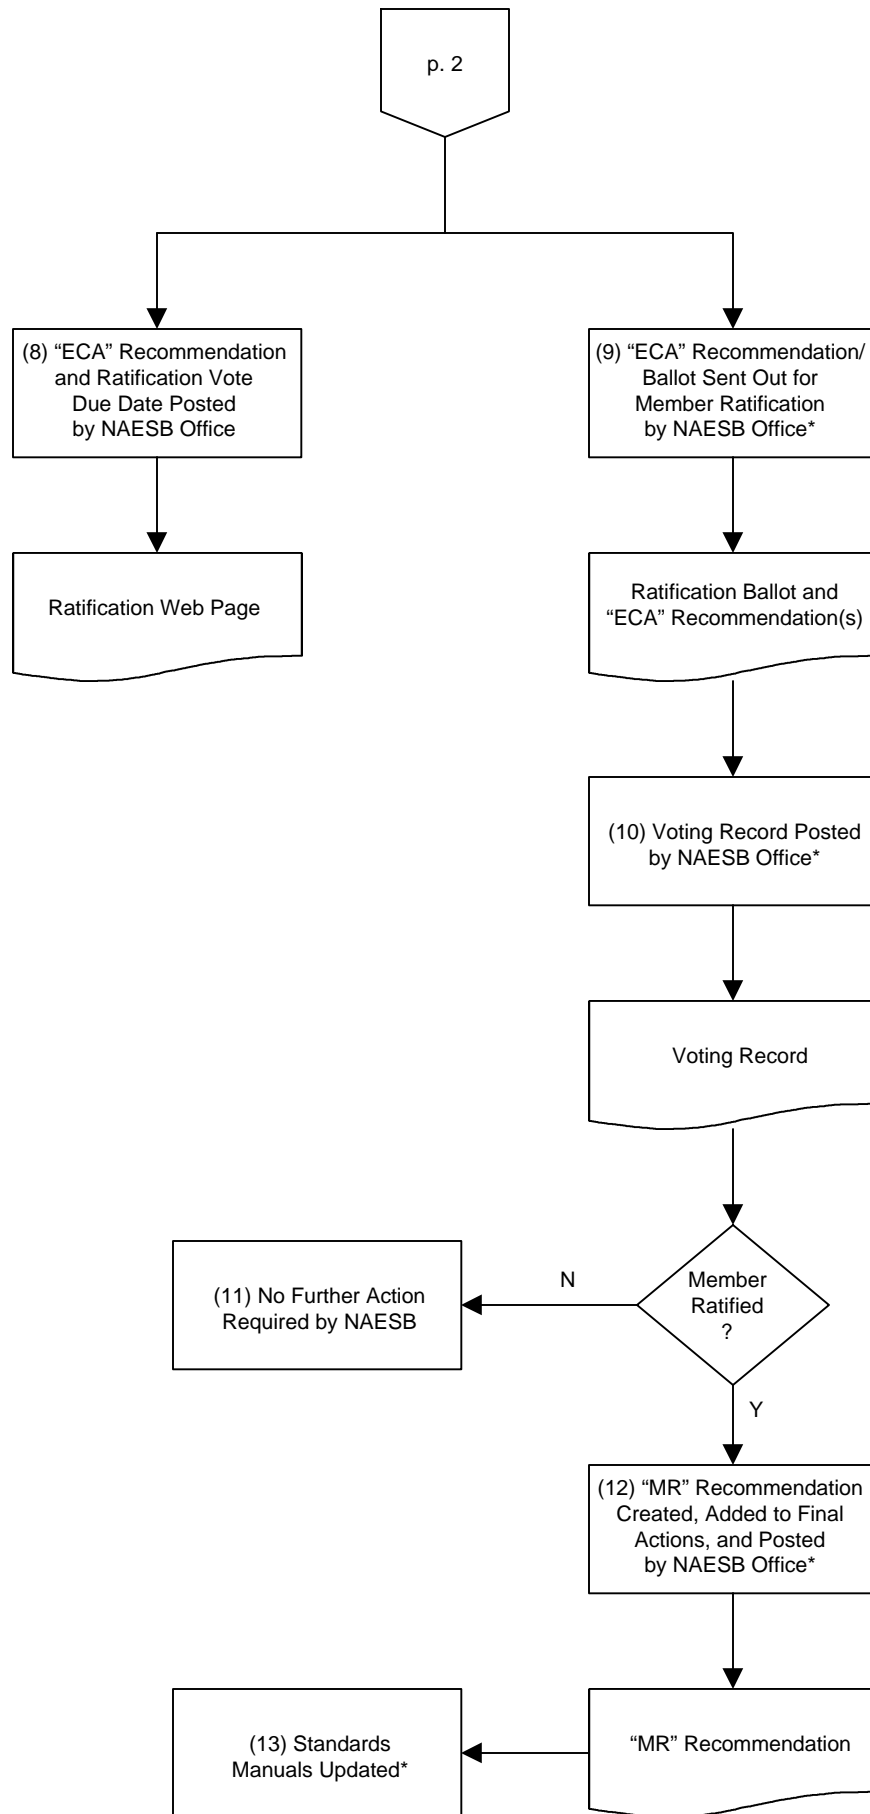 p. 2
(8) “ECA” Recommendation
and Ratification Vote
Due Date Posted
by NAESB Office
(9) “ECA” Recommendation/
Ballot Sent Out for
Member Ratification
by NAESB Office*
Ratification Web Page
Ratification Ballot and
“ECA” Recommendation(s)
(10) Voting Record Posted
by NAESB Office*
Voting Record
(11) No Further Action
Required by NAESB
N
Member
Ratified
?
Y
(12) “MR” Recommendation
Created, Added to Final
Actions, and Posted
by NAESB Office*
(13) Standards
Manuals Updated*
“MR” Recommendation